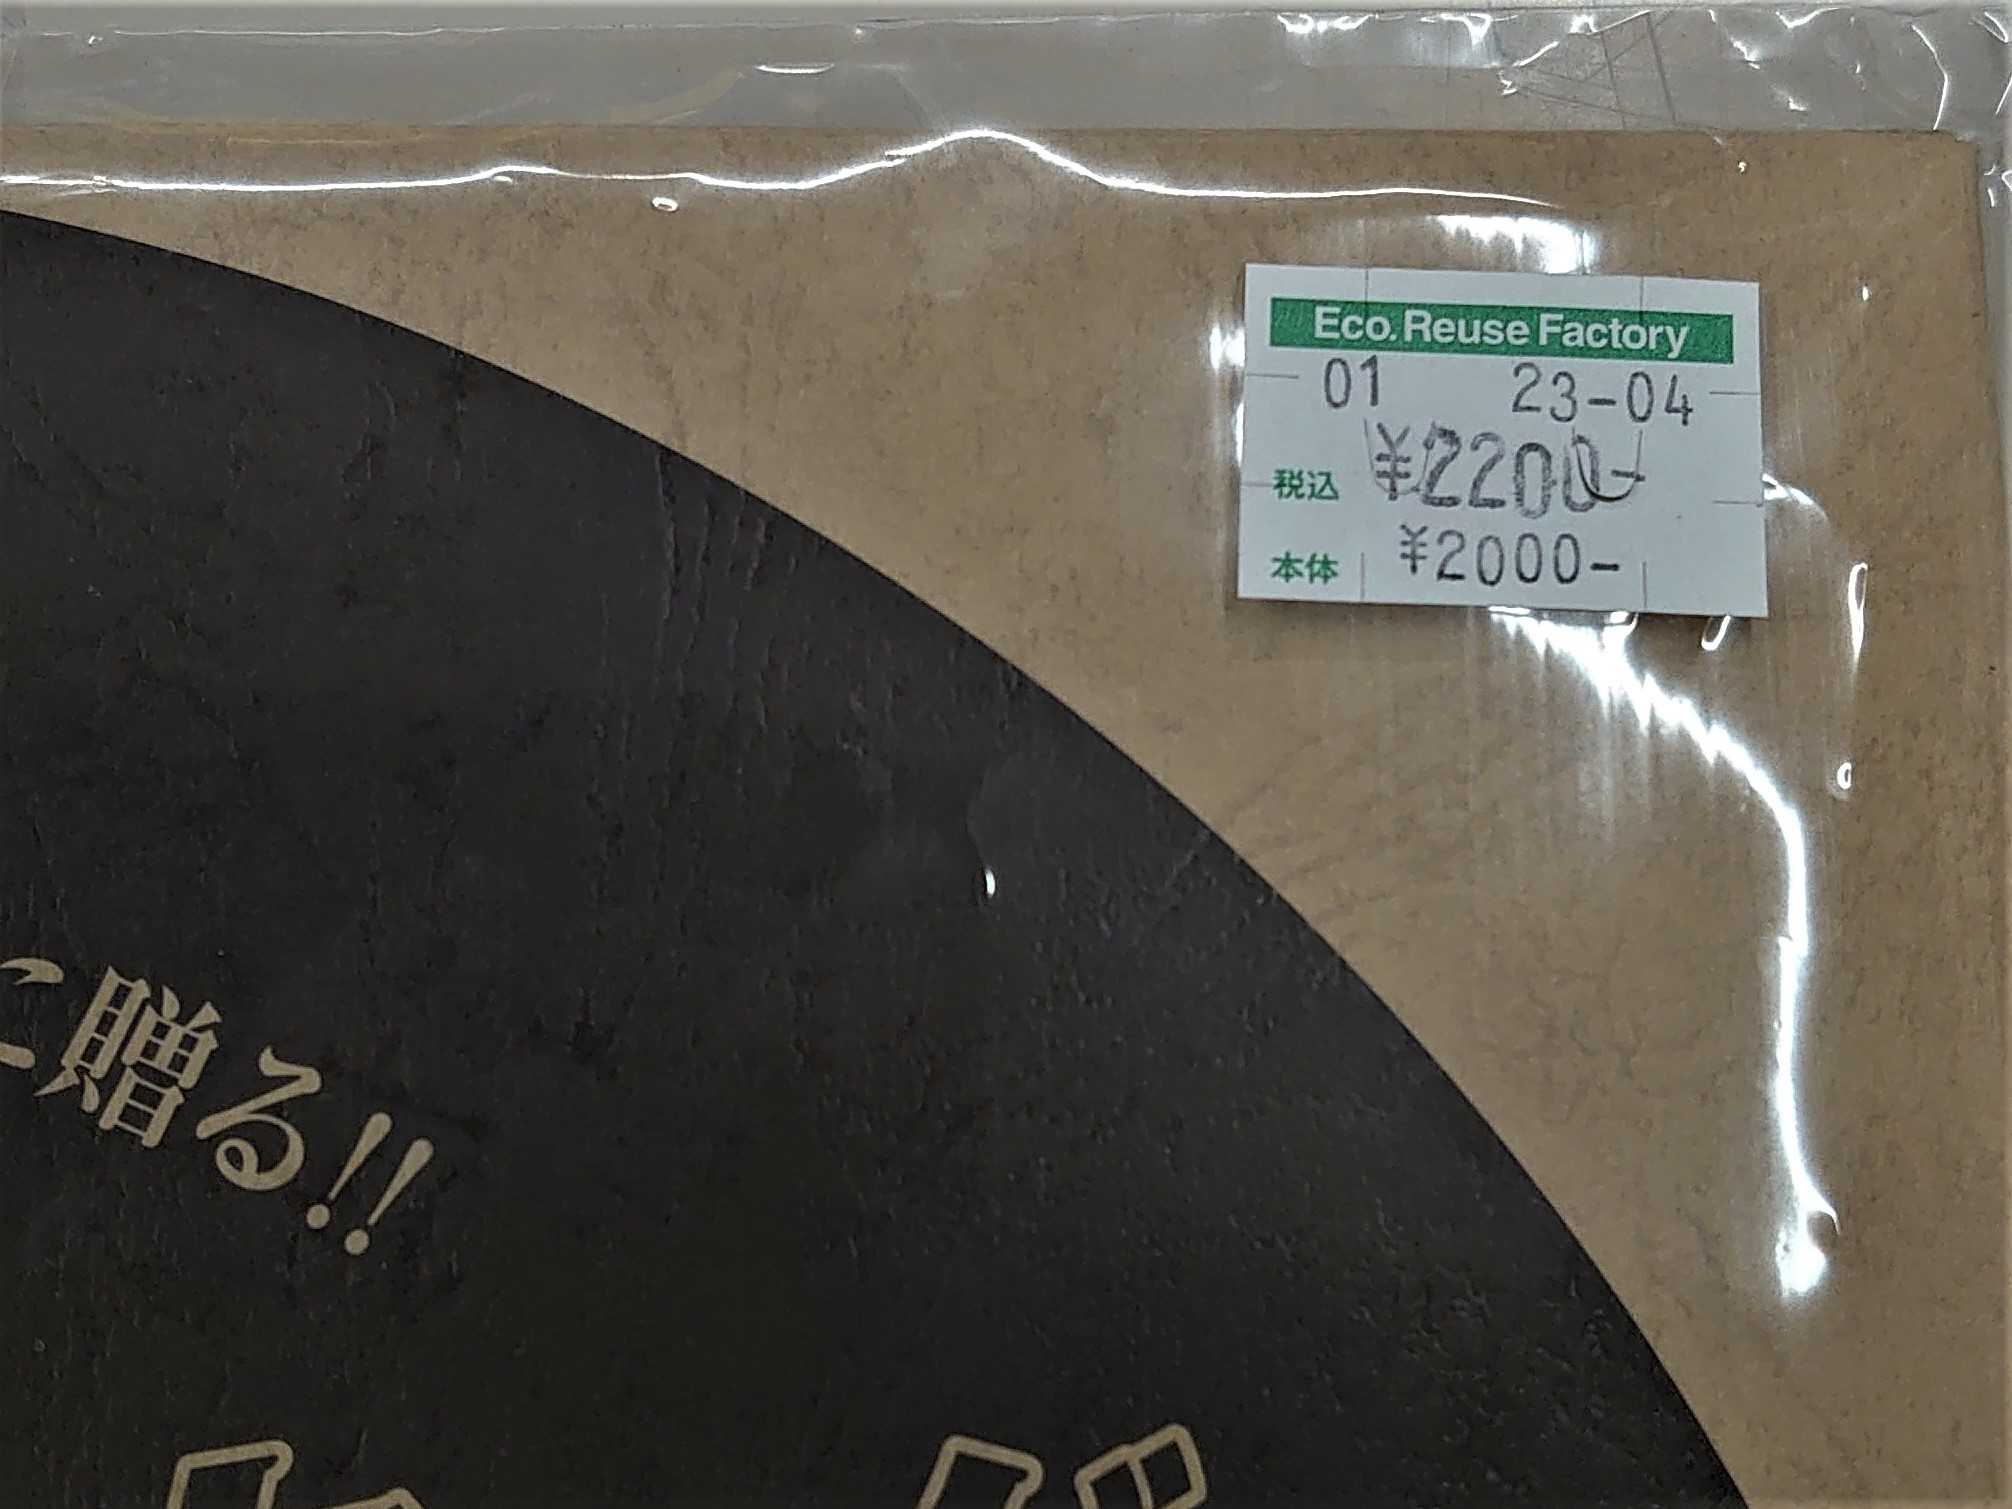 Eco. Reuse Factory
01 23-04
税込 ¥2200-
本体 ¥2000-
に贈る!!